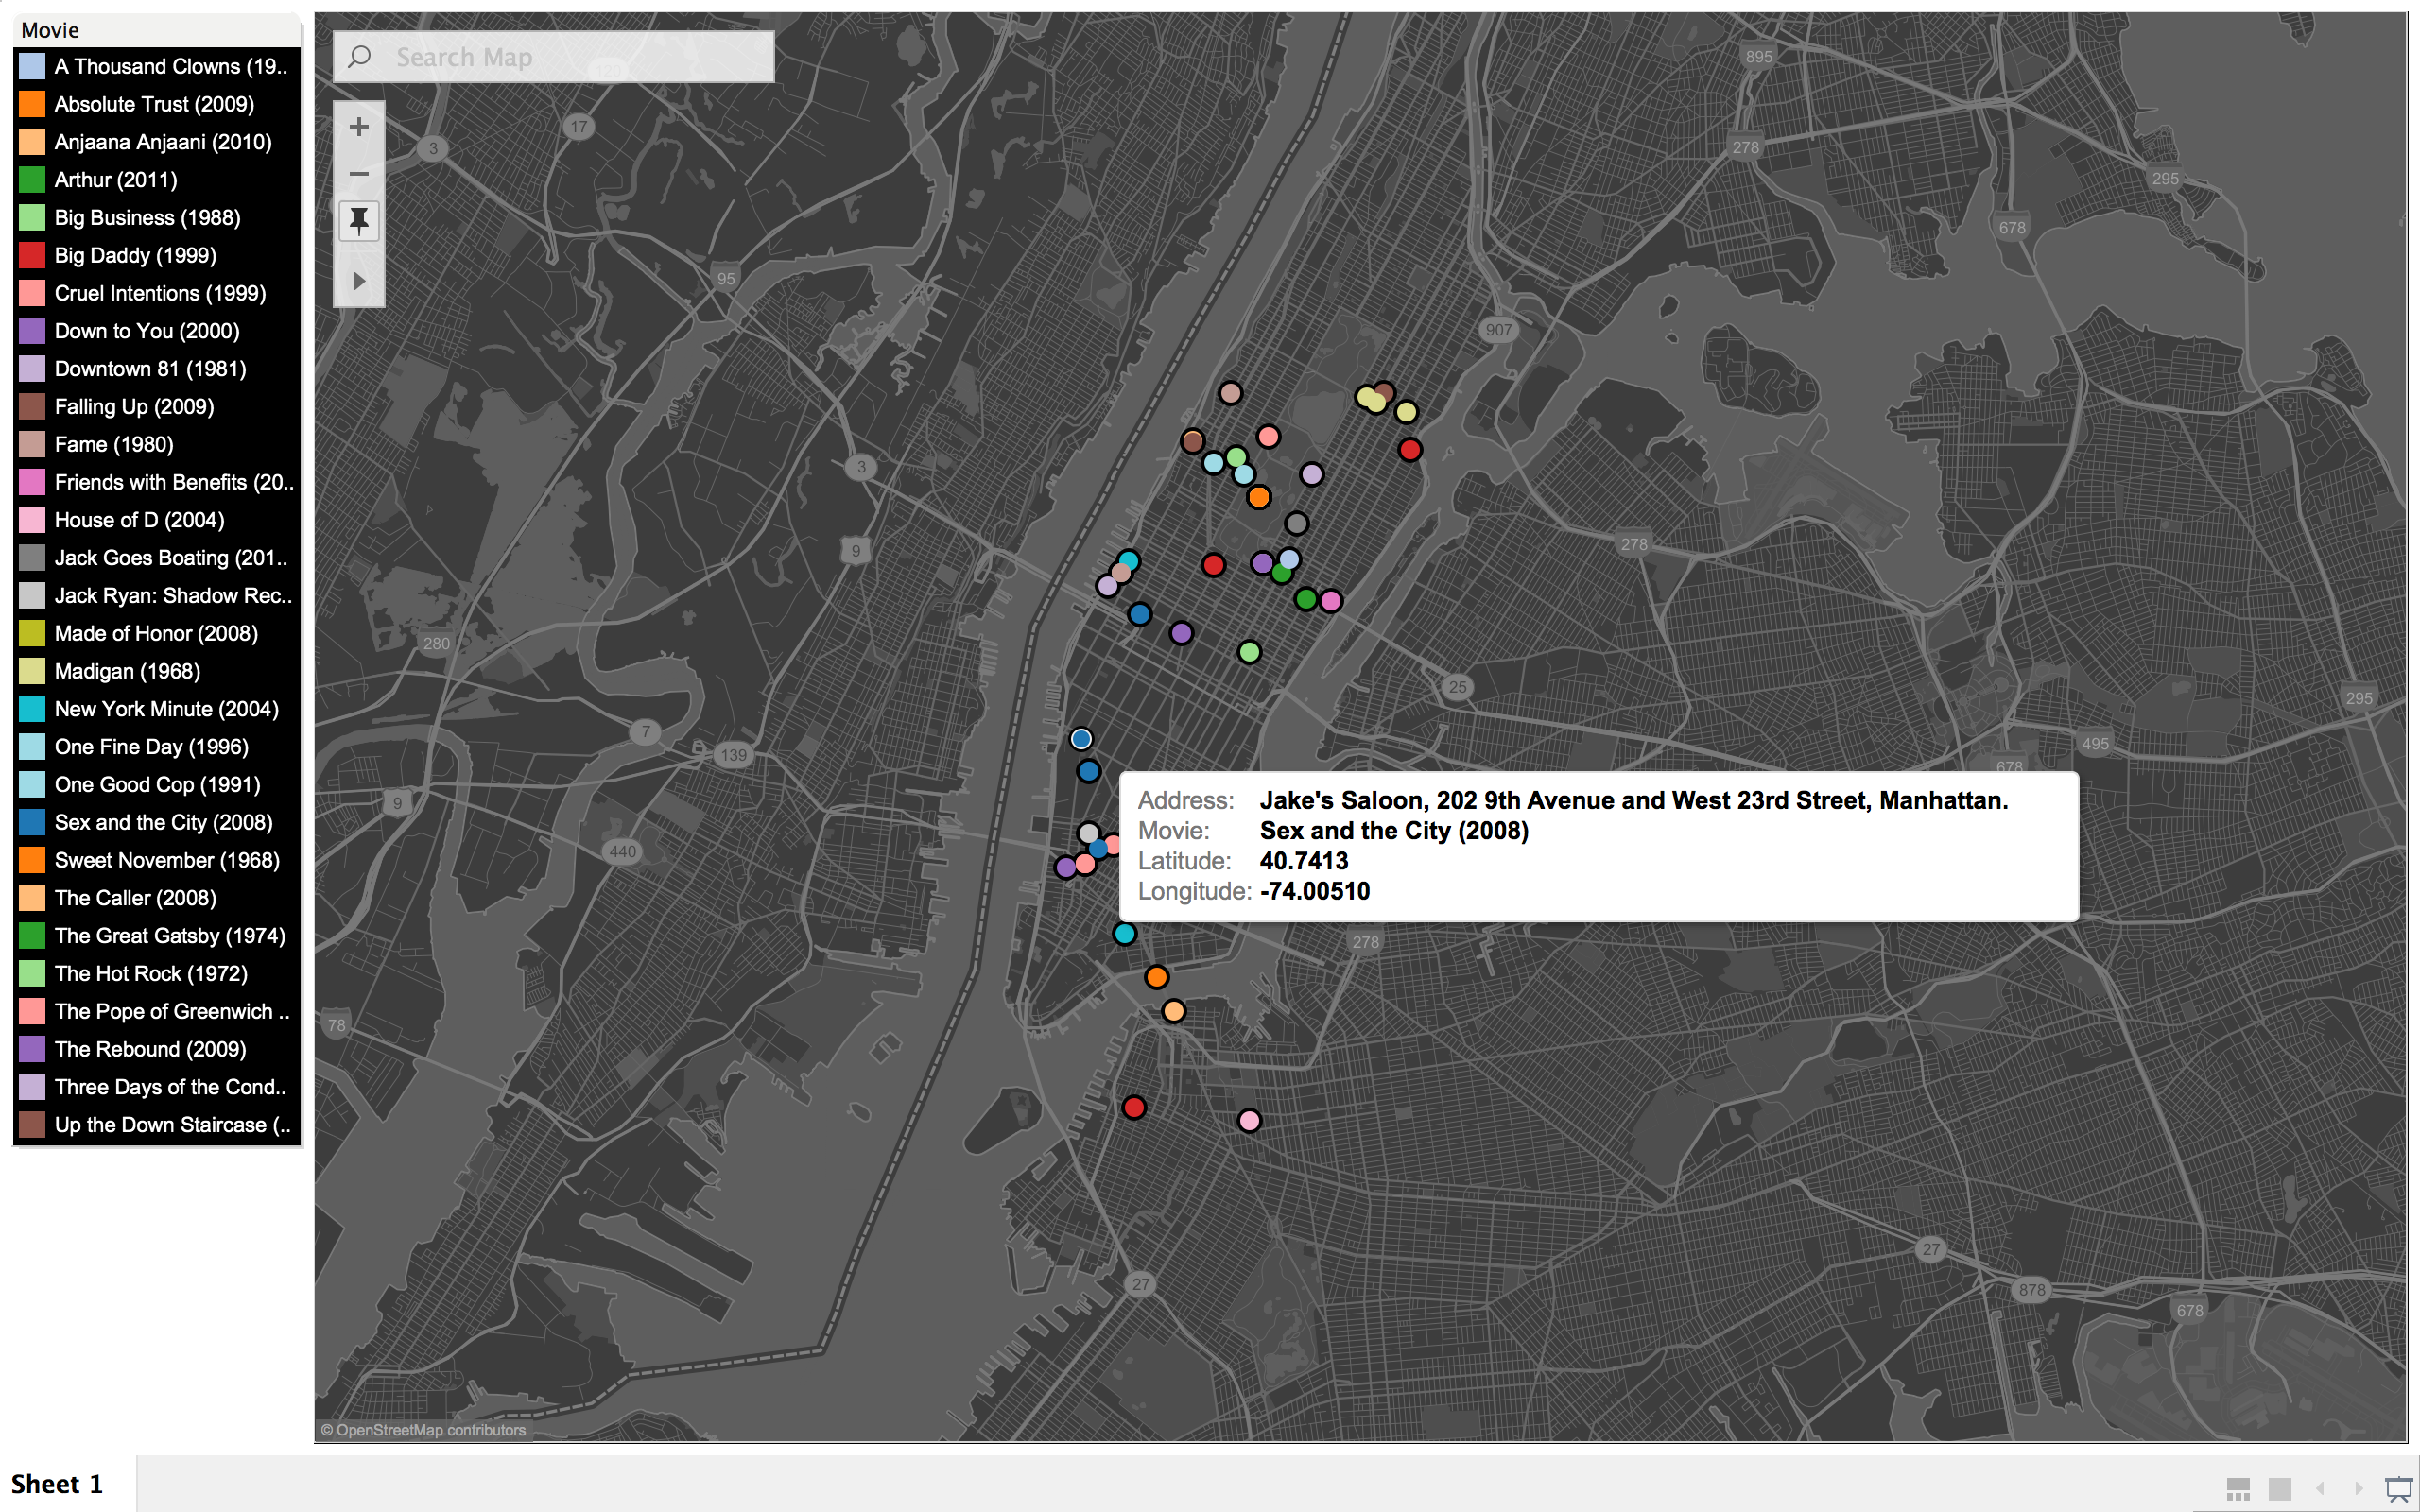 Movie
A Thousand Clowns (19..
Absolute Trust (2009)
Anjaana Anjaani (2010)
Arthur (2011)
Big Business (1988)
Big Daddy (1999)
Cruel Intentions (1999)
Down to You (2000)
Downtown 81 (1981)
Falling Up (2009)
Fame (1980)
Friends with Benefits (20..
House of D (2004)
Jack Goes Boating (201..
Jack Ryan: Shadow Rec..
Made of Honor (2008)
Madigan (1968)
New York Minute (2004)
One Fine Day (1996)
One Good Cop (1991)
Sex and the City (2008)
Sweet November (1968)
The Caller (2008)
The Great Gatsby (1974)
The Hot Rock (1972)
The Pope of Greenwich ..
The Rebound (2009)
Three Days of the Cond..
Up the Down Staircase (..
Search Map
120
895
17
3
278
295
95
678
907
3
9
278
280
25
295
7
139
495
678
9
440
Address: Jake's Saloon, 202 9th Avenue and West 23rd Street, Manhattan.
Movie: Sex and the City (2008)
Latitude: 40.7413
Longitude: -74.00510
278
78
27
27
878
678
© OpenStreetMap contributors
Sheet 1